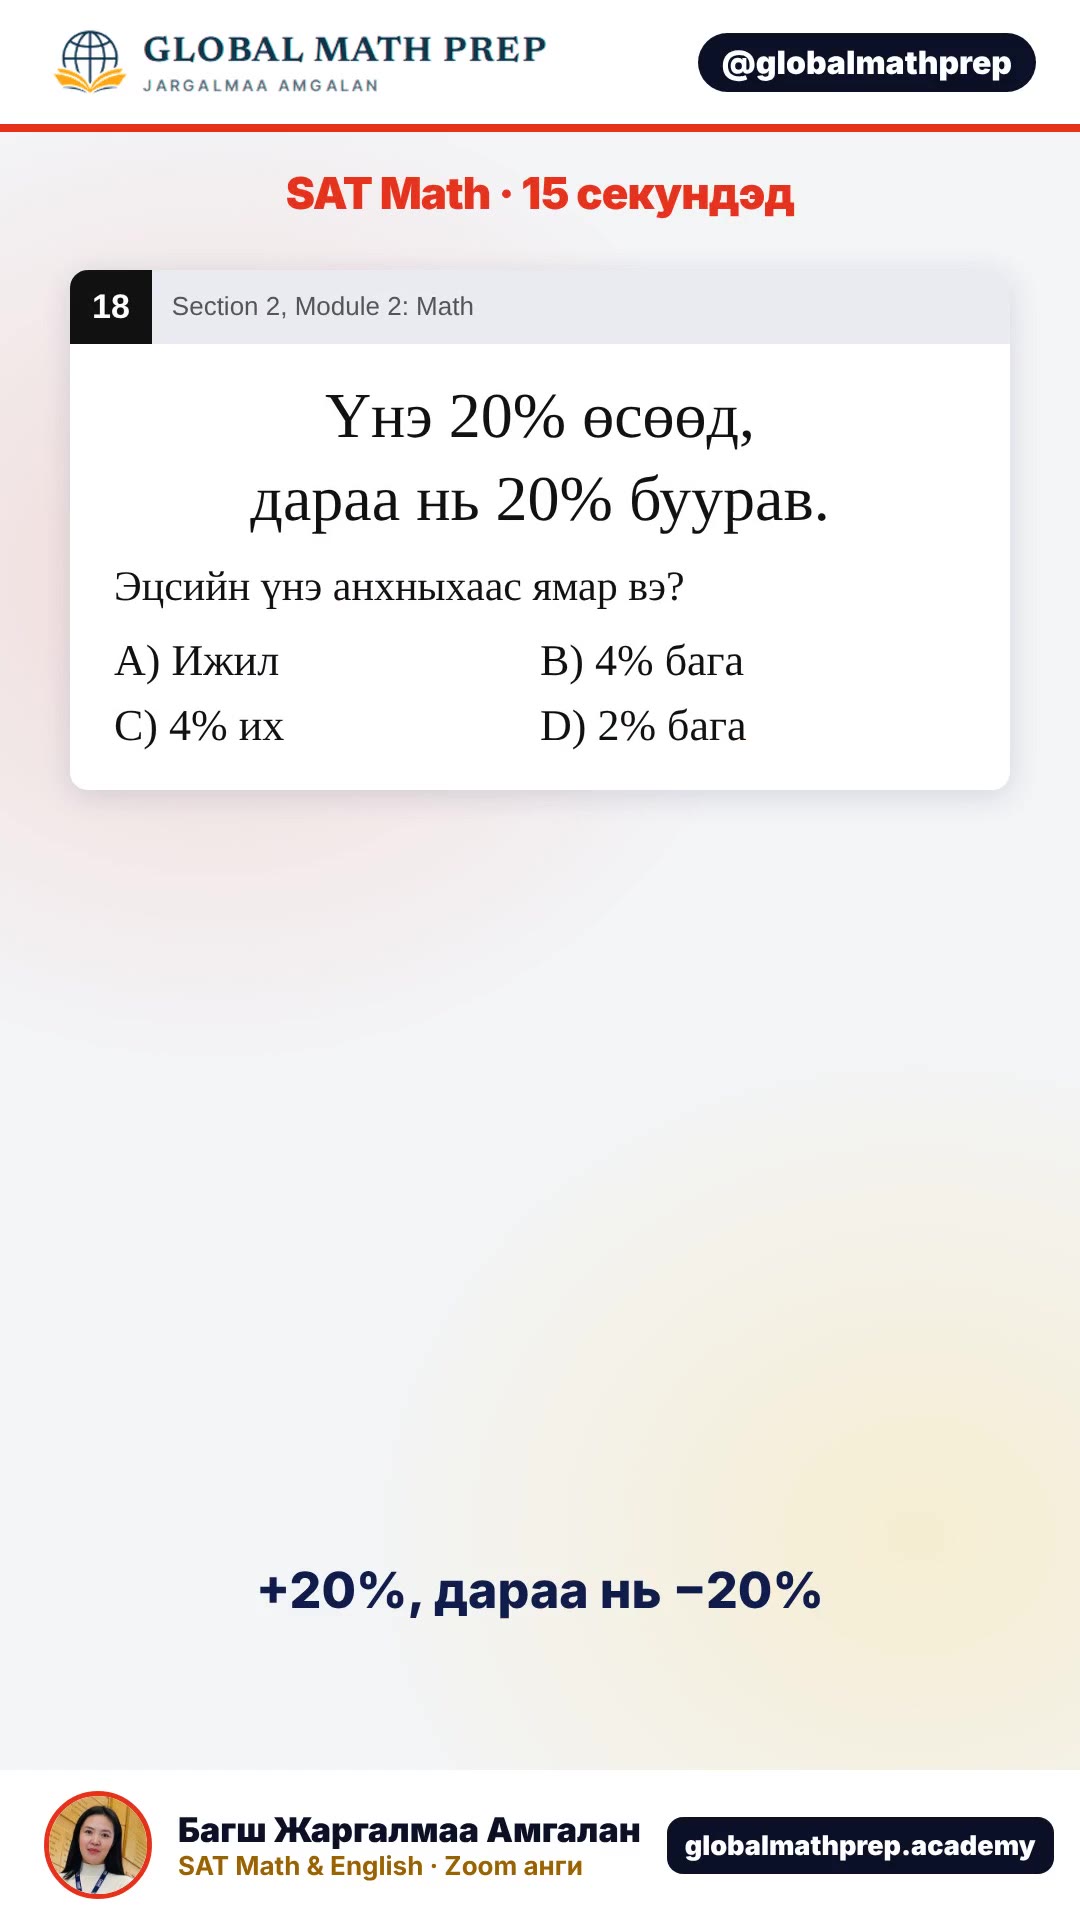 GLOBAL MATH PREP
JARGALMAA AMGALAN
@globalmathprep
SAT Math · 15 секундэд
18
Section 2, Module 2: Math
Үнэ 20% өсөөд,
дараа нь 20% буурав.
Эцсийн үнэ анхныхаас ямар вэ?
A) Ижил
B) 4% бага
C) 4% их
D) 2% бага
+20%, дараа нь −20%
Багш Жаргалмаа Амгалан
SAT Math & English · Zoom анги
globalmathprep.academy